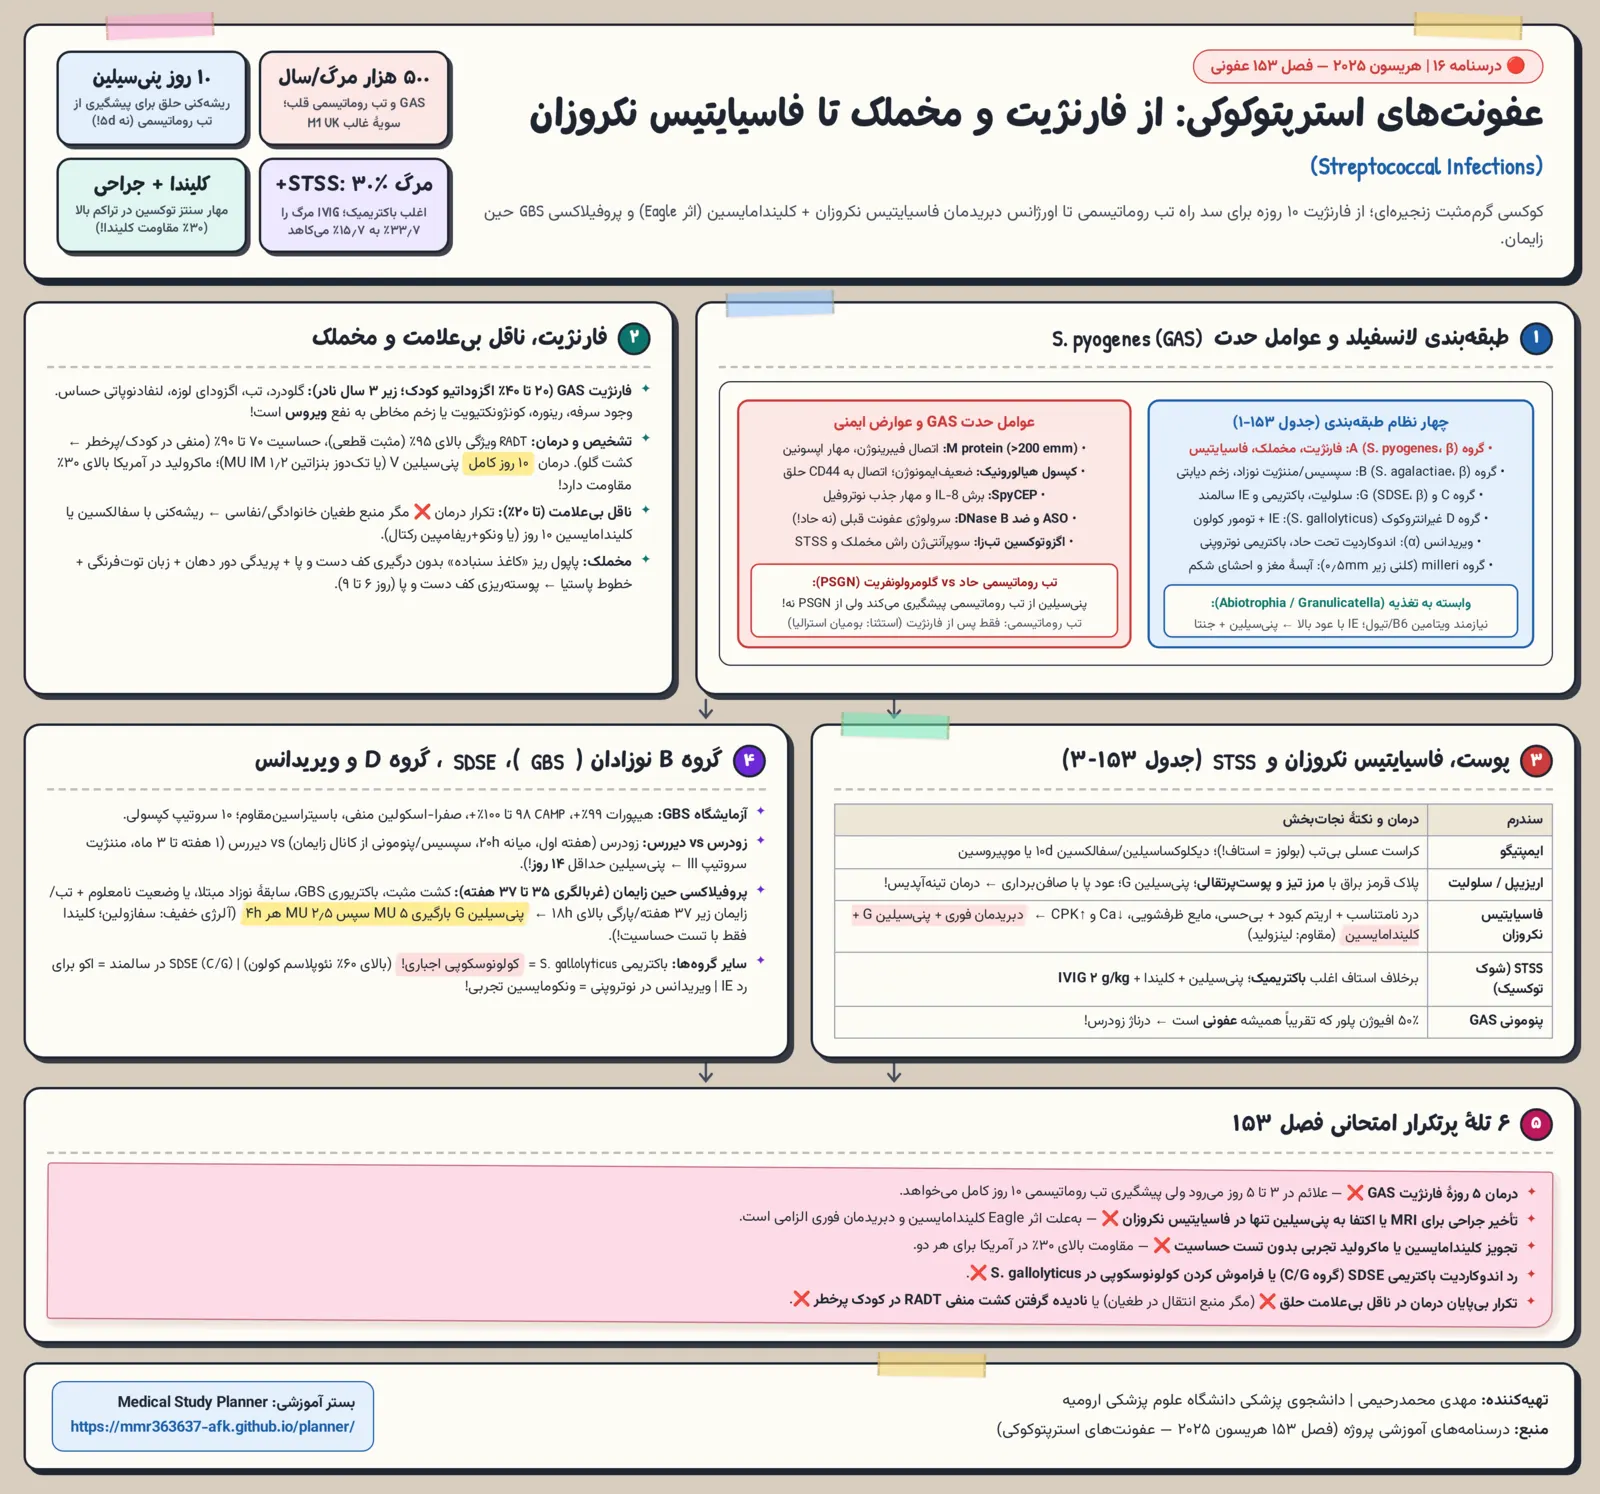 🔴 درسنامه ۱۶ | هریسون ۲۰۲۵ — فصل ۱۵۳ عفونی
عفونت‌های استرپتوکوکی: از فارنژیت و مخملک تا فاسیایتیس نکروزان
(Streptococcal Infections)
کوکسی گرم‌مثبت زنجیره‌ای؛ از فارنژیت ۱۰ روزه برای سد راه تب روماتیسمی تا اورژانس دبریدمان فاسیایتیس نکروزان + کلیندامایسین (اثر Eagle) و پروفیلاکسی GBS حین
زایمان.
۵۰۰ هزار مرگ/سال
GAS و تب روماتیسمی قلب؛
سویهٔ غالب M1 UK
۱۰ روز پنی‌سیلین
ریشه‌کنی حلق برای پیشگیری از
تب روماتیسمی (نه ۵d!)
مرگ ۳۰٪ :STSS+
اغلب باکتریمیک؛ IVIG مرگ را
۳۳٫۷٪ به ۱۵٫۷٪ می‌کاهد
کلیندا + جراحی
مهار سنتز توکسین در تراکم بالا
(۳۰٪ مقاومت کلیندا!)
۱ طبقه‌بندی لانسفیلد و عوامل حدت S. pyogenes (GAS)
چهار نظام طبقه‌بندی (جدول ۱۵۳-۱)
• گروه A (S. pyogenes، β): فارنژیت، مخملک، فاسیایتیس
• گروه B (S. agalactiae، β): سپسیس/مننژیت نوزاد، زخم دیابتی
• گروه C و G (SDSE، β): سلولیت، باکتریمی و IE سالمند
• گروه D غیرانتروکوک (S. gallolyticus): IE + تومور کولون
• ویریدانس (α): اندوکاردیت تحت حاد، باکتریمی نوتروپنی
• گروه milleri (کلنی زیر ۰٫۵mm): آبسهٔ مغز و احشای شکم
وابسته به تغذیه (Abiotrophia / Granulicatella):
نیازمند ویتامین B6/تیول؛ IE با عود بالا ← پنی‌سیلین + جنتا
عوامل حدت GAS و عوارض ایمنی
• M protein (>200 emm): اتصال فیبرینوژن، مهار اپسونین
• کپسول هیالورونیک: ضعیف‌ایمونوژن؛ اتصال به CD44 حلق
• SpyCEP: برش IL-8 و مهار جذب نوتروفیل
• ASO و ضد DNase B: سرولوژی عفونت قبلی (نه حاد!)
• اگزوتوکسین تب‌زا: سوپرآنتی‌ژن راش مخملک و STSS
تب روماتیسمی حاد vs گلومرولونفریت (PSGN):
پنی‌سیلین از تب روماتیسمی پیشگیری می‌کند ولی از PSGN نه!
تب روماتیسمی: فقط پس از فارنژیت (استثنا: بومیان استرالیا)
۲ فارنژیت، ناقل بی‌علامت و مخملک
✦ فارنژیت GAS (۲۰ تا ۴۰٪ اگزوداتیو کودک؛ زیر ۳ سال نادر): گلودرد، تب، اگزودای لوزه، لنفادنوپاتی حساس.
وجود سرفه، رینوره، کونژونکتیویت یا زخم مخاطی به نفع ویروس است!
✦ تشخیص و درمان: RADT ویژگی بالای ۹۵٪ (مثبت قطعی)، حساسیت ۷۰ تا ۹۰٪ (منفی در کودک/پرخطر ←
کشت گلو). درمان ۱۰ روز کامل پنی‌سیلین V (یا تک‌دوز بنزاتین ۱٫۲ MU IM)؛ ماکرولید در آمریکا بالای ۳۰٪
مقاومت دارد!
✦ ناقل بی‌علامت (تا ۲۰٪): تکرار درمان ❌ مگر منبع طغیان خانوادگی/نفاسی ← ریشه‌کنی با سفالکسین یا
کلیندامایسین ۱۰ روز (یا ونکو+ریفامپین رکتال).
✦ مخملک: پاپول ریز «کاغذ سنباده» بدون درگیری کف دست و پا + پریدگی دور دهان + زبان توت‌فرنگی +
خطوط پاستیا ← پوسته‌ریزی کف دست و پا (روز ۶ تا ۹).
۳ پوست، فاسیایتیس نکروزان و STSS (جدول ۱۵۳-۳)
سندرم | درمان و نکتهٔ نجات‌بخش
ایمپتیگو | کراست عسلی بی‌تب (بولوز = استاف!)؛ دیکلوکساسیلین/سفالکسین ۱۰d یا موپیروسین
اریزیپل / سلولیت | پلاک قرمز براق با مرز تیز و پوست‌پرتقالی؛ پنی‌سیلین G؛ عود پا با صافن‌برداری ← درمان تینه‌آپدیس!
فاسیایتیس نکروزان | درد نامتناسب + اریتم کبود + بی‌حسی، مایع ظرفشویی، ↓Ca و ↑CPK ← دبریدمان فوری + پنی‌سیلین G +
کلیندامایسین (مقاوم: لینزولید)
STSS (شوک توکسیک) | برخلاف استاف اغلب باکتریمیک؛ پنی‌سیلین + کلیندا + IVIG ۲ g/kg
پنومونی GAS | ۵۰٪ افیوژن پلور که تقریباً همیشه عفونی است ← درناژ زودرس!
۴ گروه B نوزادان ( GBS )، SDSE ، گروه D و ویریدانس
✦ آزمایشگاه GBS: هیپورات ۹۹٪+، CAMP ۹۸ تا ۱۰۰٪+، صفرا-اسکولین منفی، باسیتراسین‌مقاوم؛ ۱۰ سروتیپ کپسولی.
✦ زودرس vs دیررس: زودرس (هفته اول، میانه ۲۰h، سپسیس/پنومونی از کانال زایمان) vs دیررس (۱ هفته تا ۳ ماه، مننژیت
سروتیپ III ← پنی‌سیلین حداقل ۱۴ روز!).
✦ پروفیلاکسی حین زایمان (غربالگری ۳۵ تا ۳۷ هفته): کشت مثبت، باکتریوری GBS، سابقهٔ نوزاد مبتلا، یا وضعیت نامعلوم + تب/
زایمان زیر ۳۷ هفته/پارگی بالای ۱۸h ← پنی‌سیلین G بارگیری ۵ MU سپس ۲٫۵ MU هر ۴h (آلرژی خفیف: سفازولین؛ کلیندا
فقط با تست حساسیت!).
✦ سایر گروه‌ها: باکتریمی S. gallolyticus = کولونوسکوپی اجباری! (بالای ۶۰٪ نئوپلاسم کولون) | SDSE (C/G) در سالمند = اکو برای
رد IE | ویریدانس در نوتروپنی = ونکومایسین تجربی!
۵ ۶ تلهٔ پرتکرار امتحانی فصل ۱۵۳
✦ درمان ۵ روزهٔ فارنژیت GAS ❌ — علائم در ۳ تا ۵ روز می‌رود ولی پیشگیری تب روماتیسمی ۱۰ روز کامل می‌خواهد.
✦ تأخیر جراحی برای MRI یا اکتفا به پنی‌سیلین تنها در فاسیایتیس نکروزان ❌ — به‌علت اثر Eagle کلیندامایسین و دبریدمان فوری الزامی است.
✦ تجویز کلیندامایسین یا ماکرولید تجربی بدون تست حساسیت ❌ — مقاومت بالای ۳۰٪ در آمریکا برای هر دو.
✦ رد اندوکاردیت باکتریمی SDSE (گروه C/G) یا فراموش کردن کولونوسکوپی در S. gallolyticus ❌.
✦ تکرار بی‌پایان درمان در ناقل بی‌علامت حلق ❌ (مگر منبع انتقال در طغیان) یا نادیده گرفتن کشت منفی RADT در کودک پرخطر ❌.
تهیه‌کننده: مهدی محمدرحیمی | دانشجوی پزشکی دانشگاه علوم پزشکی ارومیه
منبع: درسنامه‌های آموزشی پروژه (فصل ۱۵۳ هریسون ۲۰۲۵ — عفونت‌های استرپتوکوکی)
بستر آموزشی: Medical Study Planner
https://mmr363637-afk.github.io/planner/